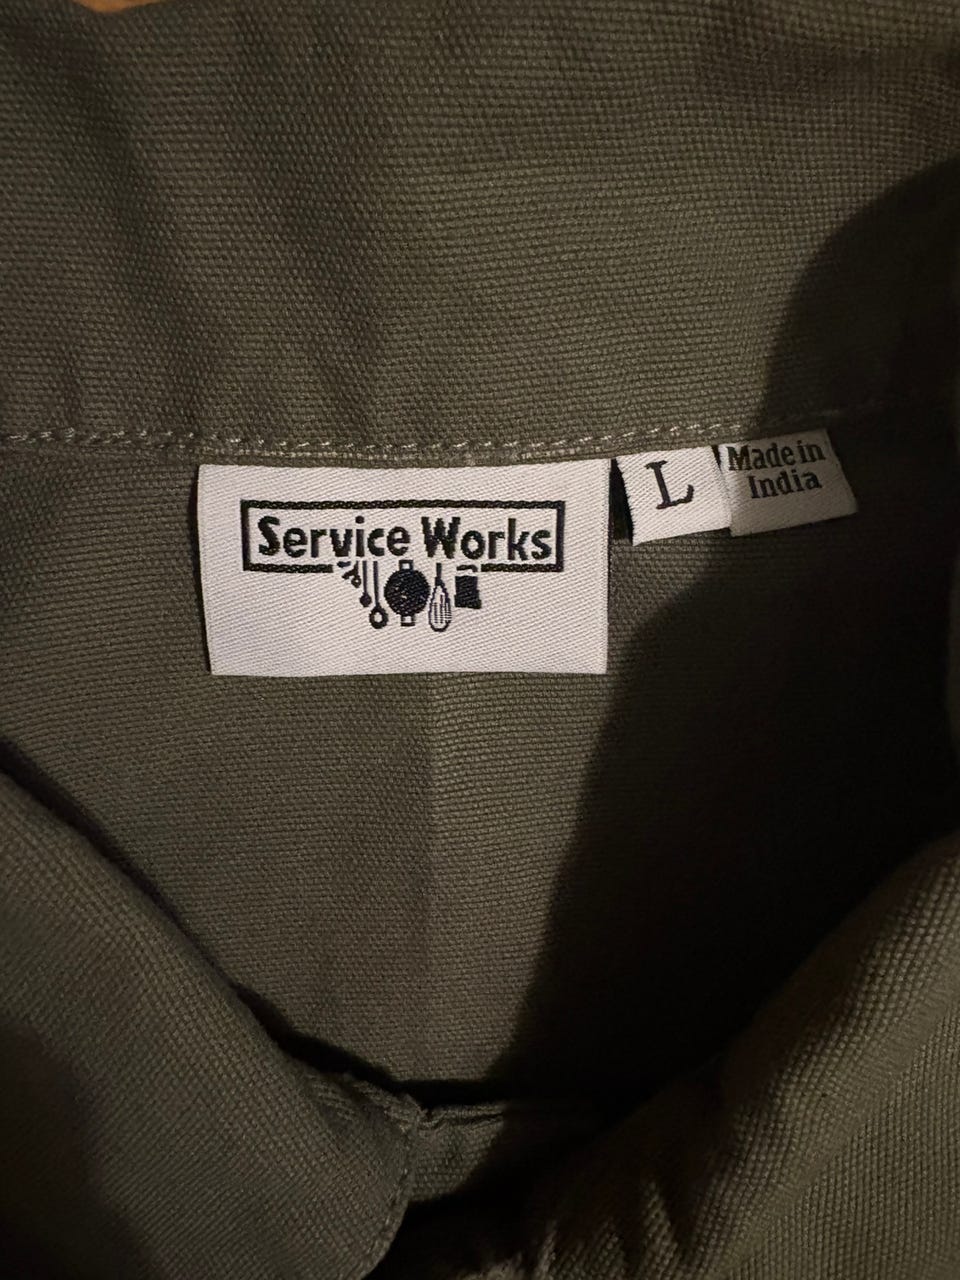 Service Works
L
Made in
India